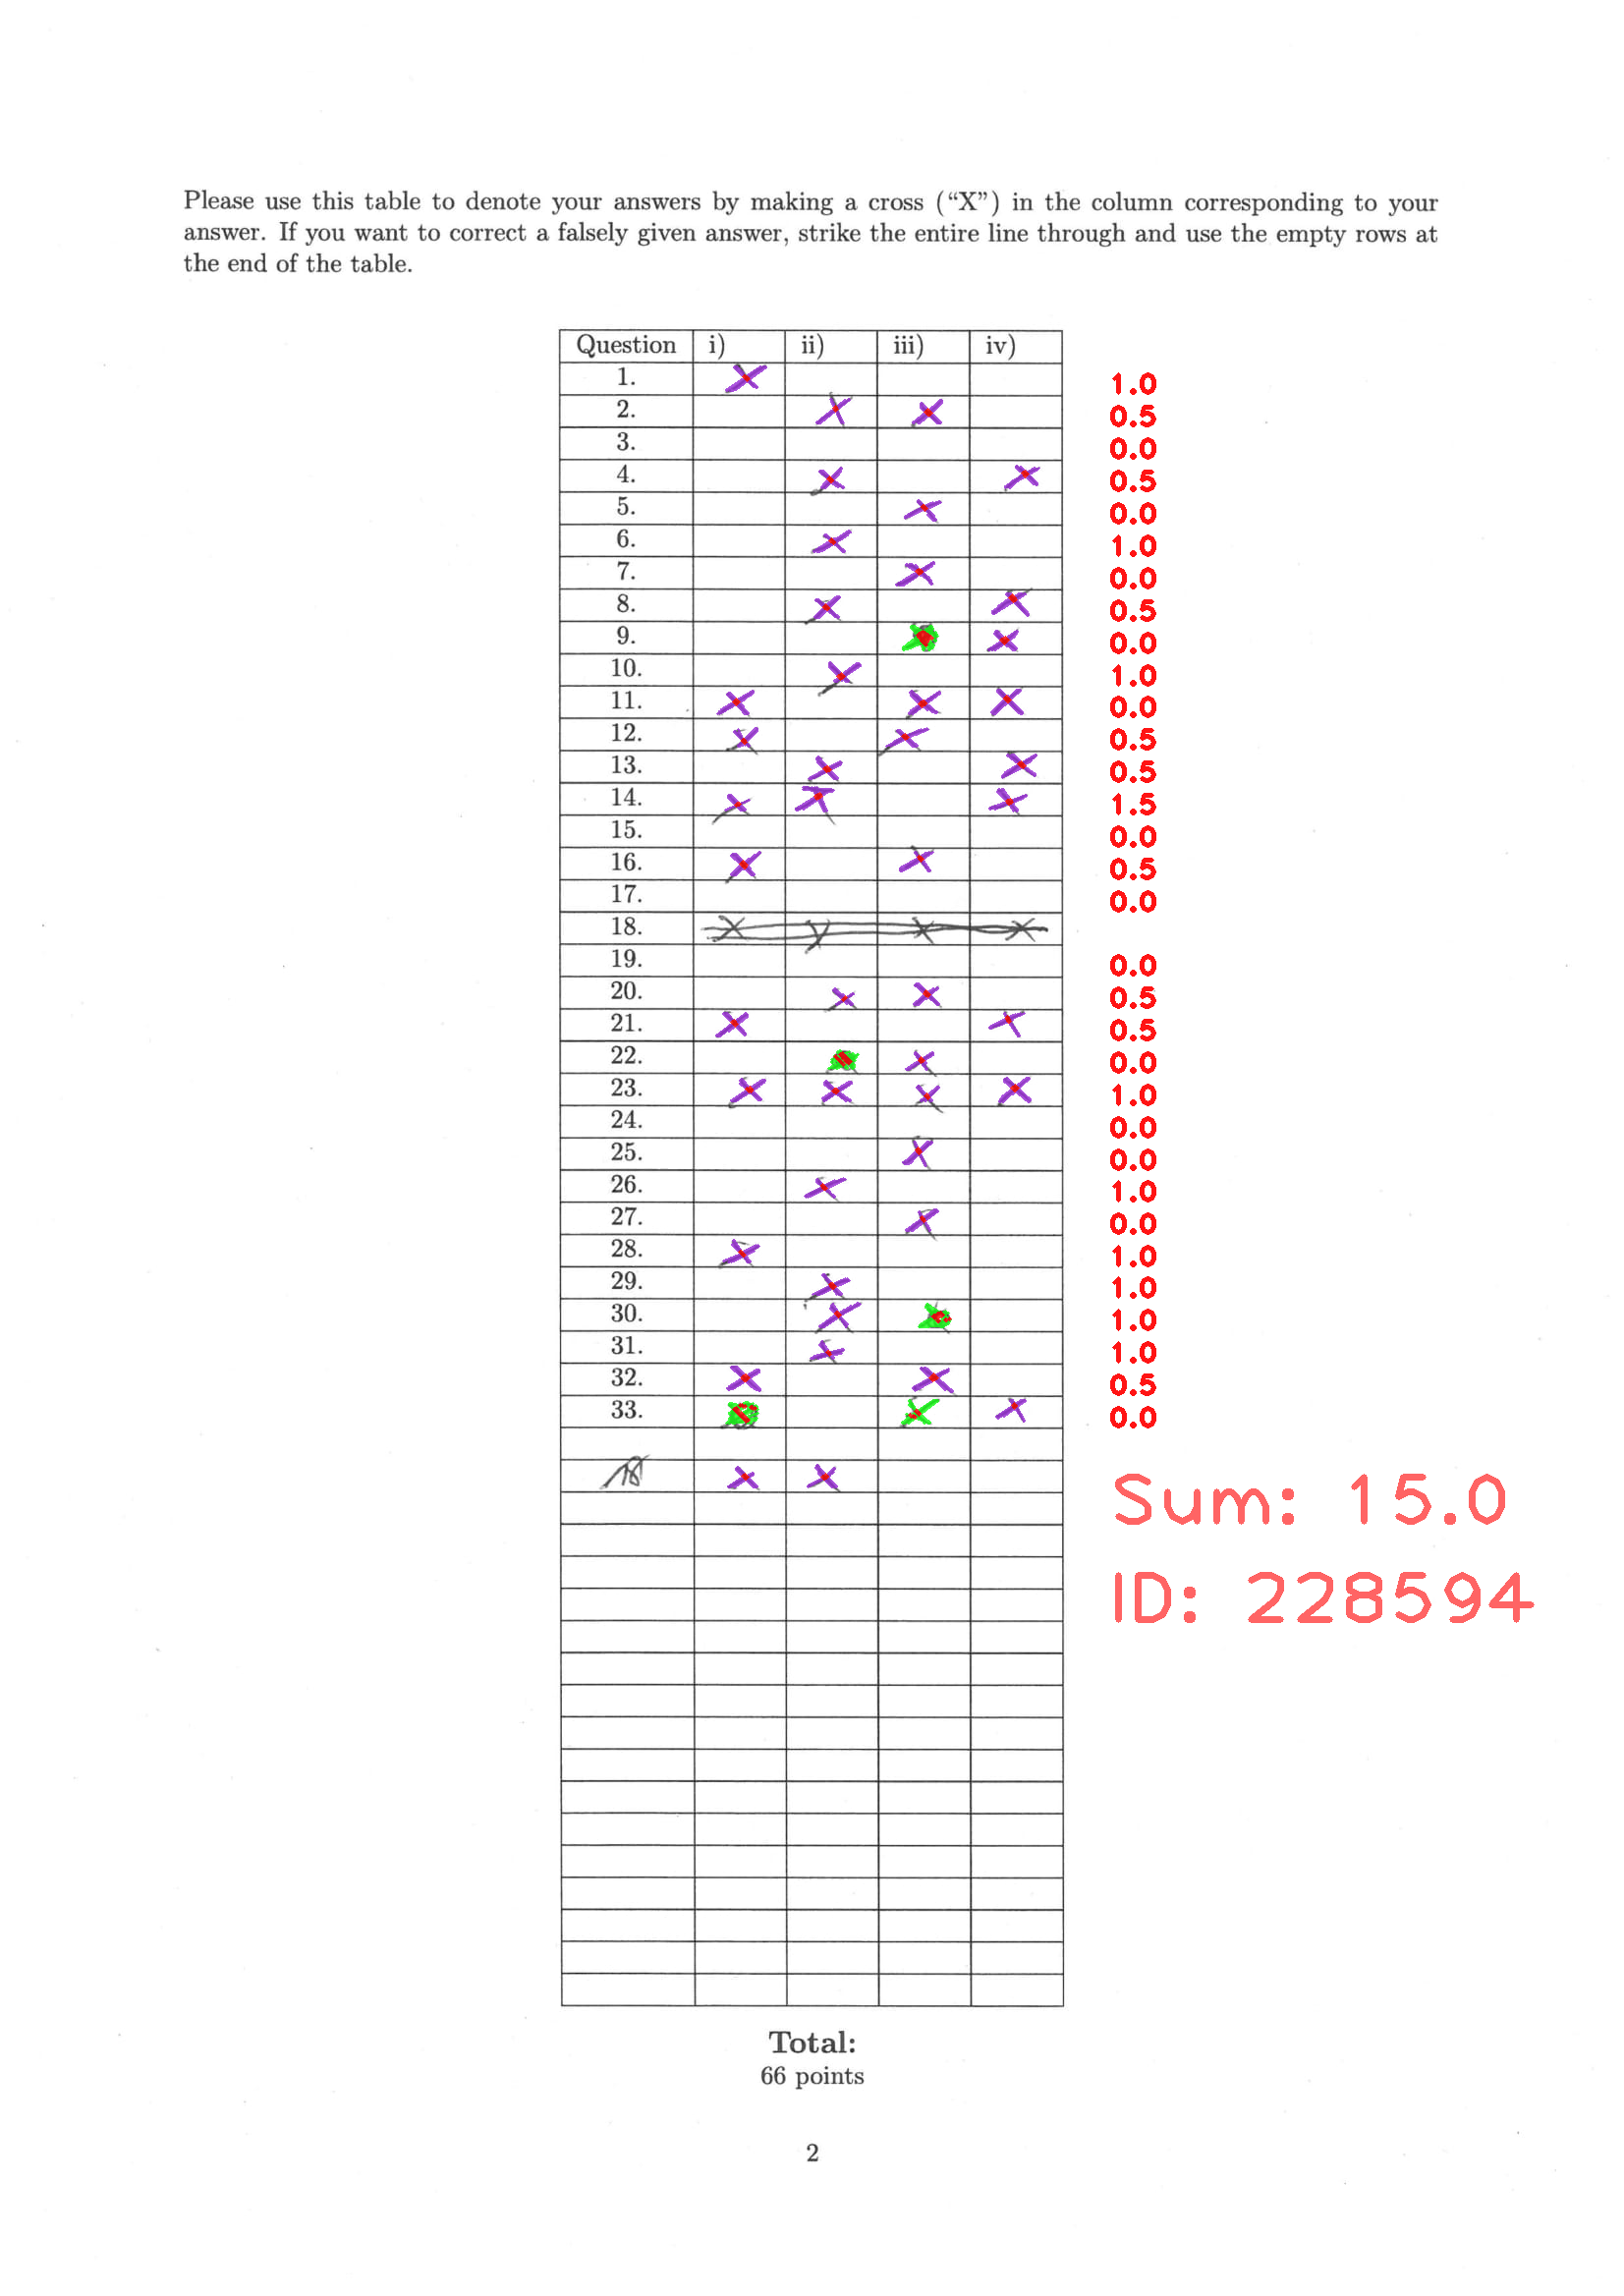 Please use this table to denote your answers by making a cross (“X”) in the column corresponding to your
answer. If you want to correct a falsely given answer, strike the entire line through and use the empty rows at
the end of the table.
Question i) ii) iii) iv)
1. X 1.0
2. X X 0.5
3. 0.0
4. X X 0.5
5. X 0.0
6. X 1.0
7. X 0.0
8. X X 0.5
9. X 0.0
10. X 1.0
11. X X X 0.0
12. X X 0.5
13. X X 0.5
14. X X X 1.5
15. 0.0
16. X X 0.5
17. 0.0
18. X X X X
19. 0.0
20. X X 0.5
21. X X 0.5
22. X 0.0
23. X X X X 1.0
24. 0.0
25. X 0.0
26. X 1.0
27. X 0.0
28. X 1.0
29. X 1.0
30. X 1.0
31. X 1.0
32. X X 0.5
33. X X 0.0
18 X X
Sum: 15.0
ID: 228594
Total:
66 points
2